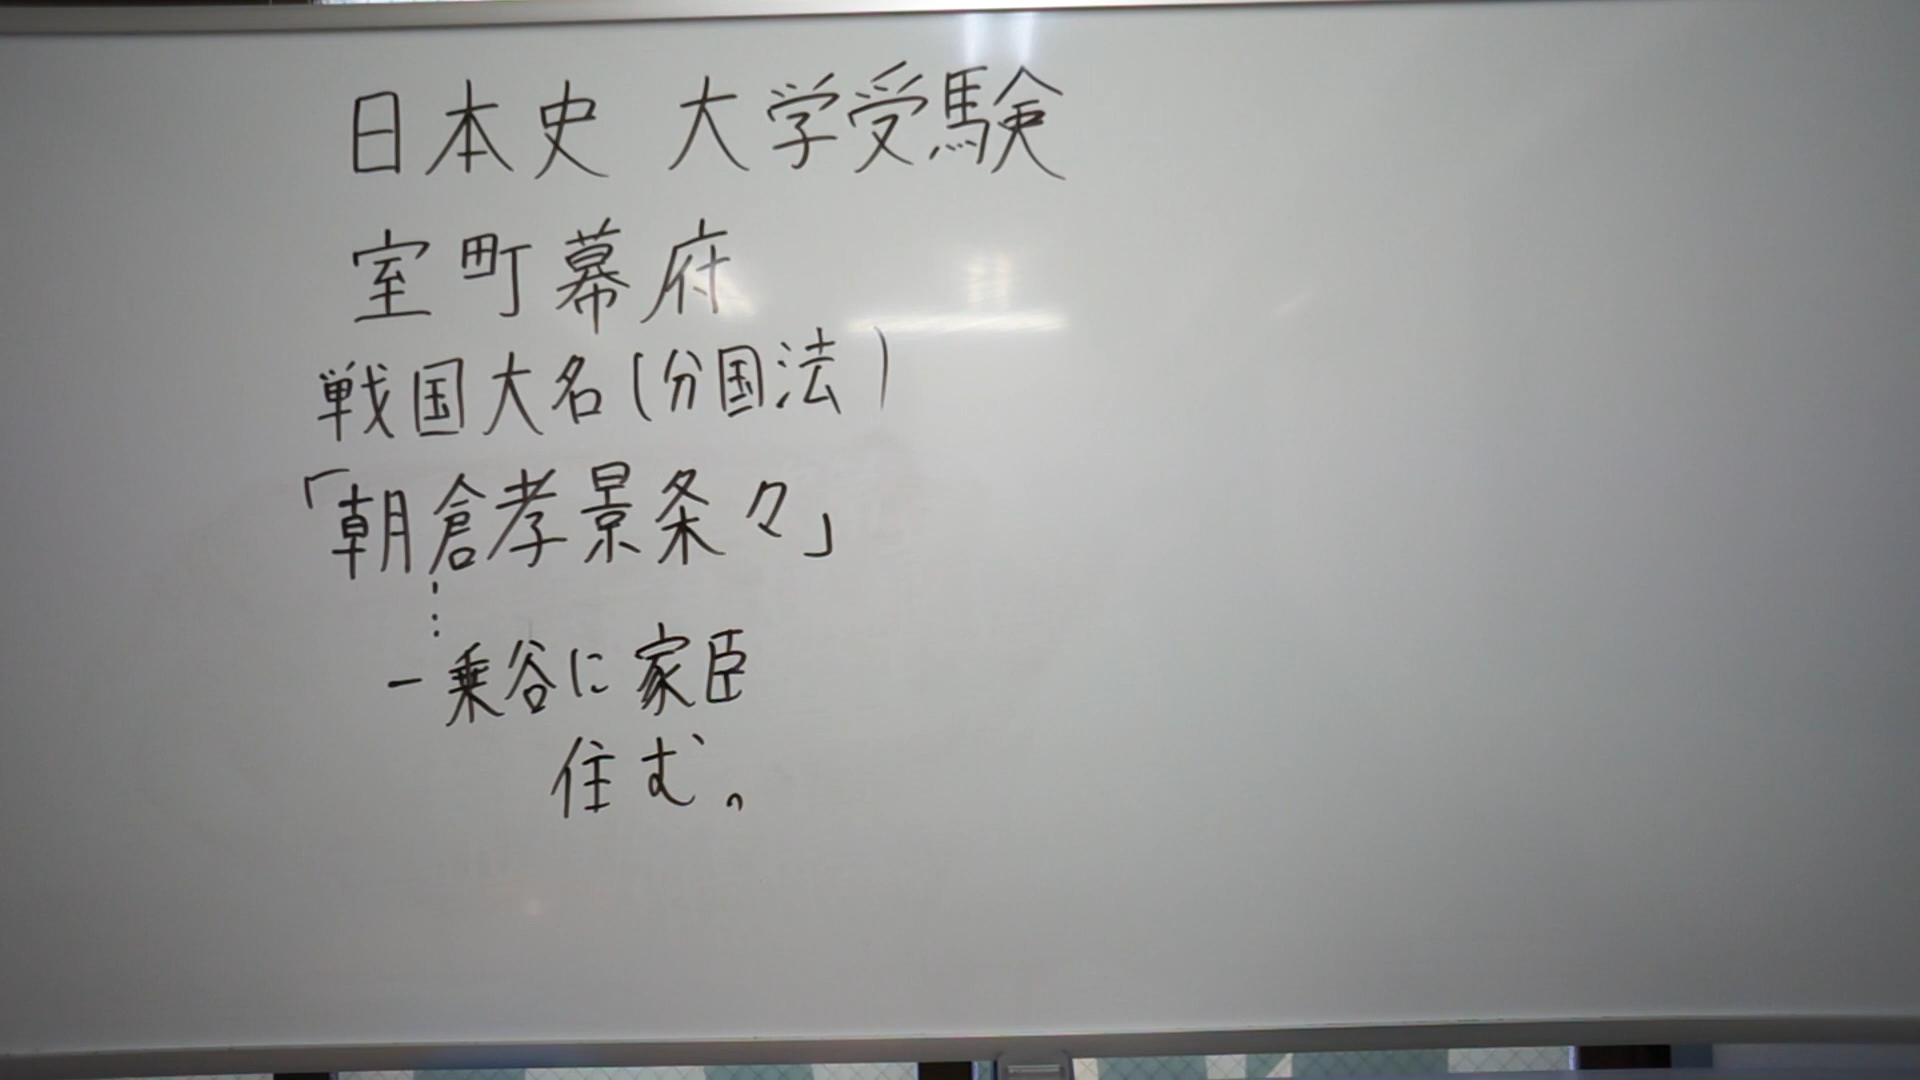 日本史 大学受験
室町幕府
戦国大名(分国法)
「朝倉孝景条々」
一乗谷に家臣
住む。